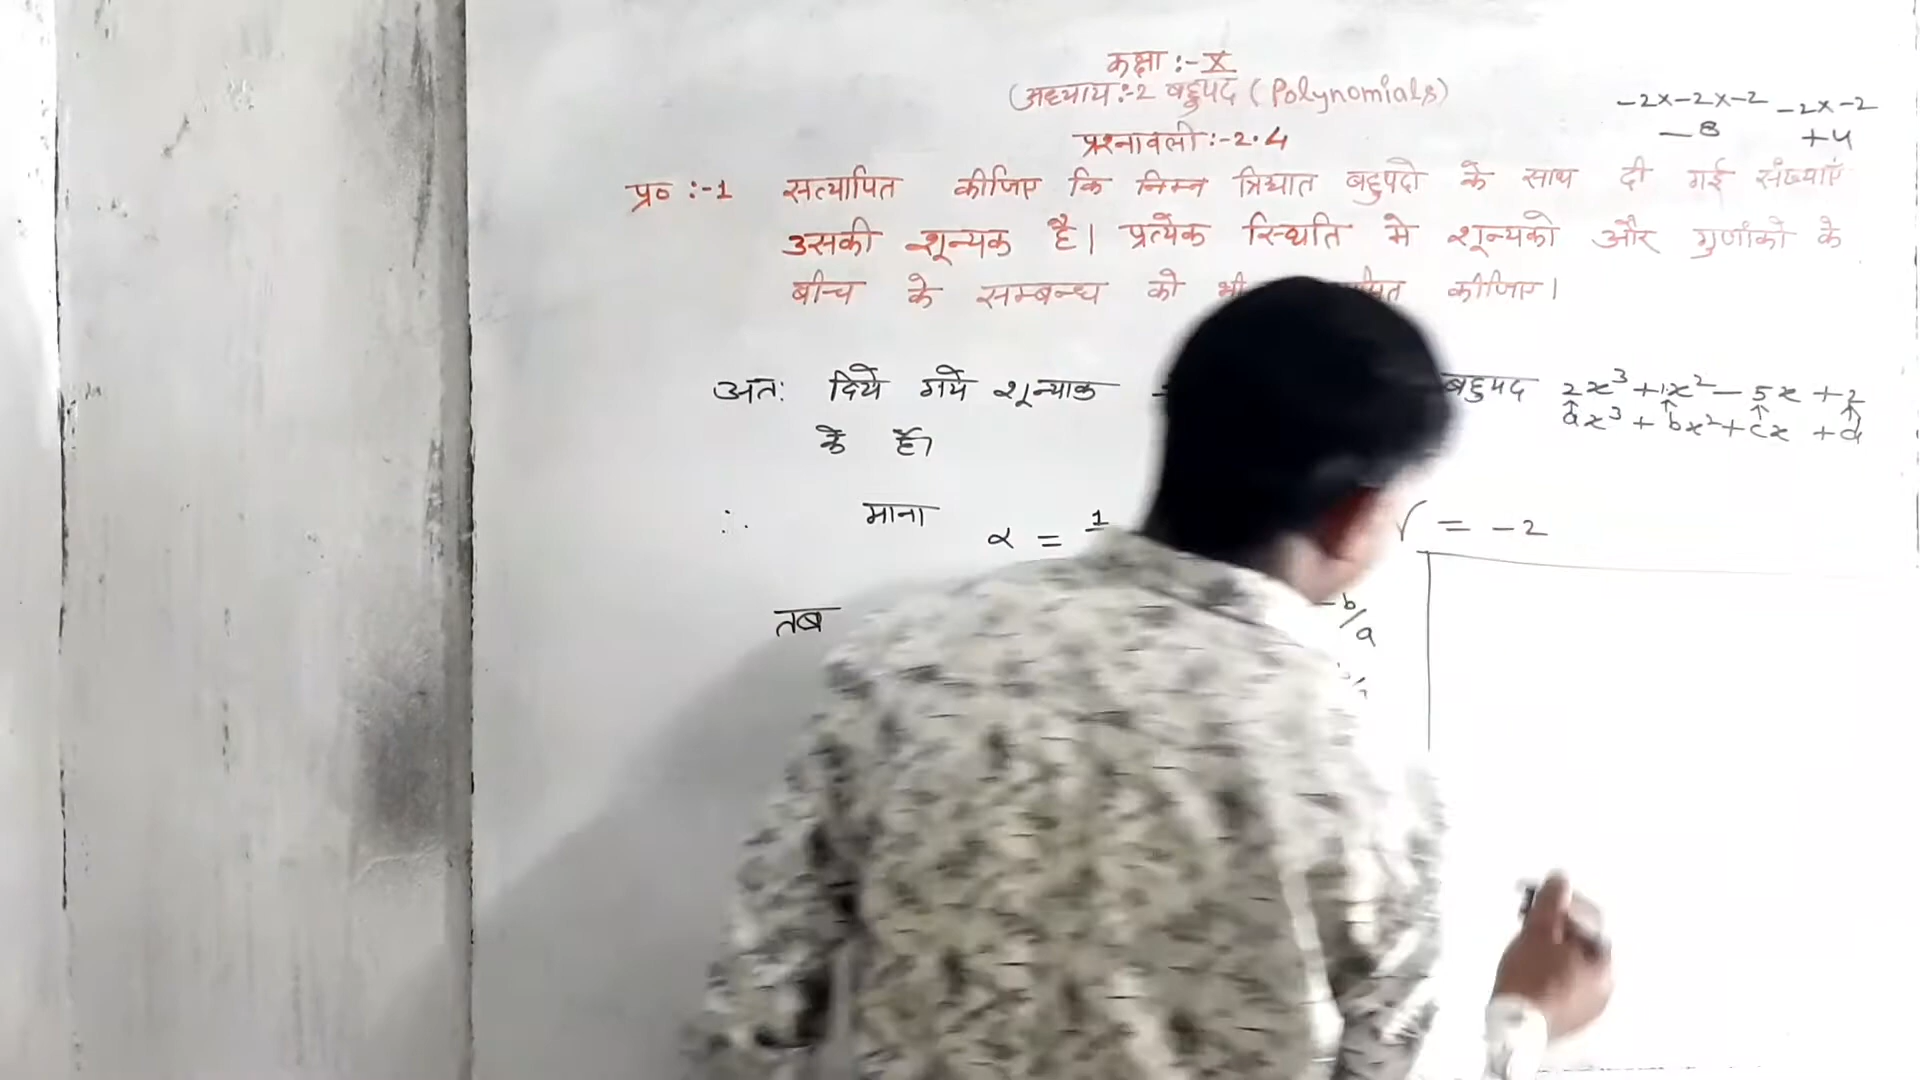 कक्षा :- X
अध्याय :- 2 बहुपद (Polynomials)
-2x-2x-2 -2x-2
प्रश्नावली :- 2.4
-8 +4
प्र० :- 1 सत्यापित कीजिए कि निम्न त्रिघात बहुपदो के साथ दी गई संख्याएं
उसकी शून्यक है। प्रत्येक स्थिति मे शून्यको और गुणांको के
बीच के सम्बन्ध को भी कीजिए।
अतः दिये गये शून्याक बहुपद 2x³ + 1x² - 5x + 2
के हैं। ax³ + bx² + cx + d
∴ माना α = 1 γ = -2
तब -b/a